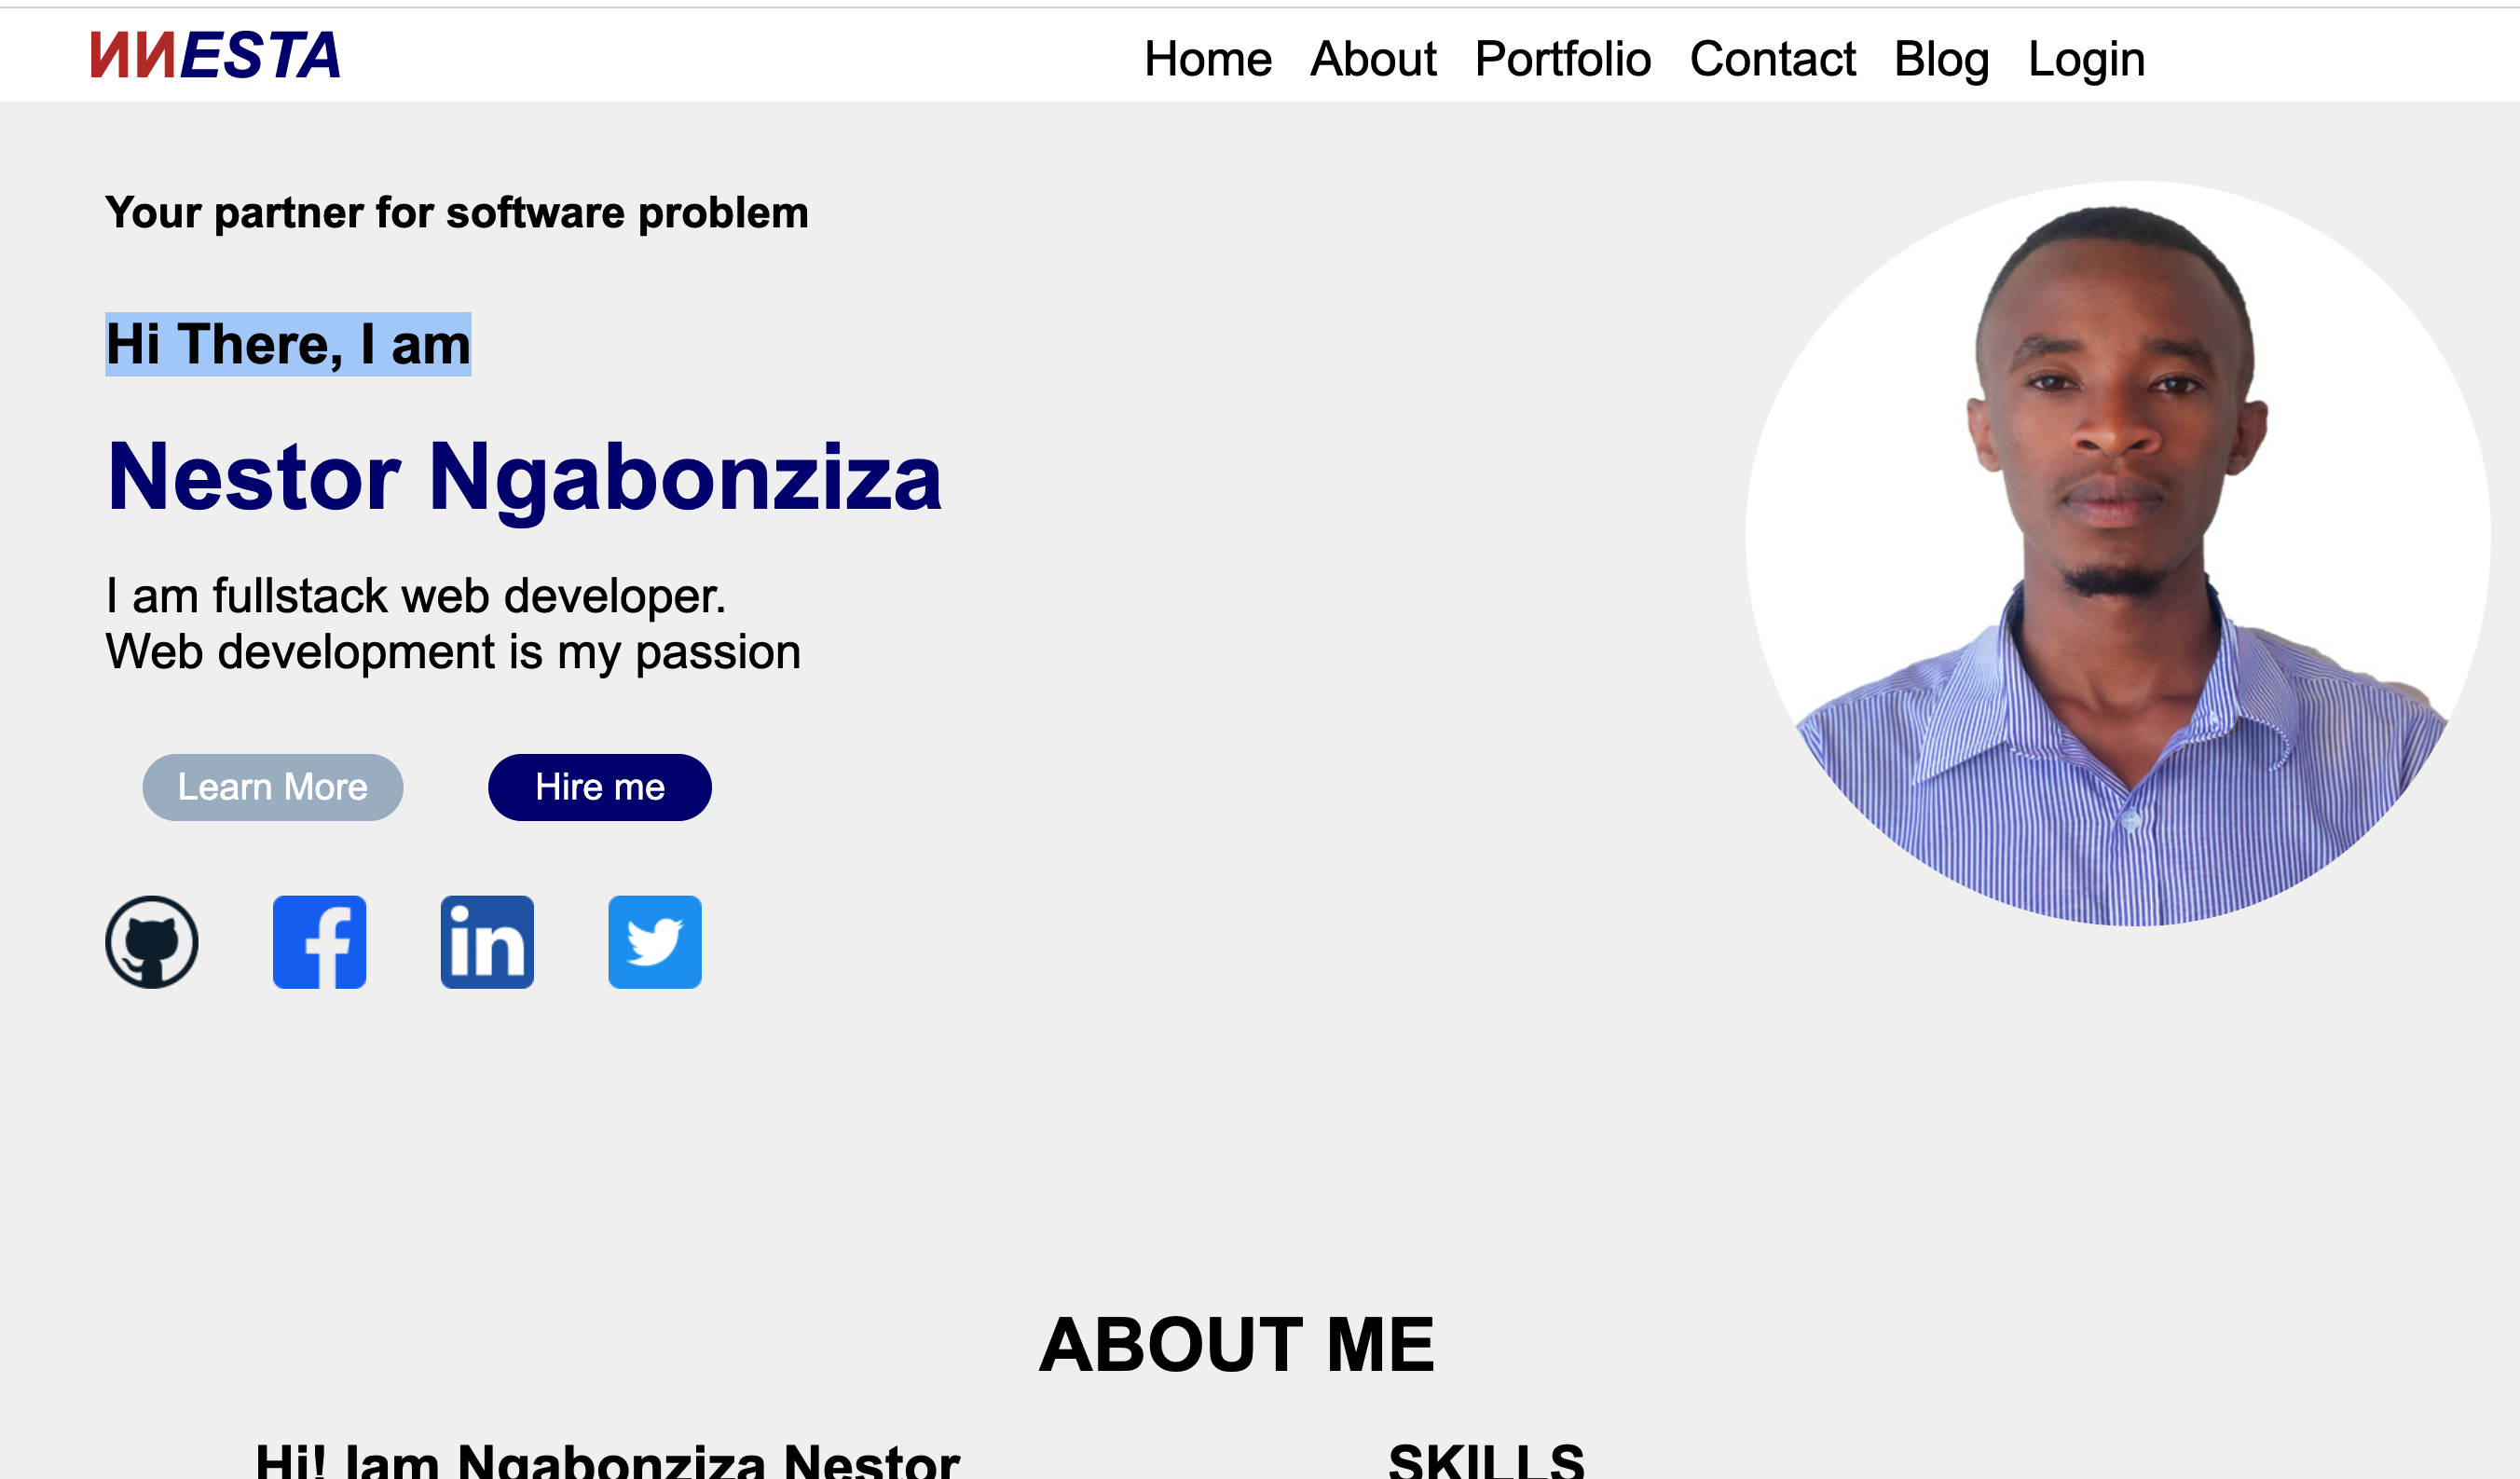 ИИESTA
Home About Portfolio Contact Blog Login
Your partner for software problem
Hi There, I am
Nestor Ngabonziza
I am fullstack web developer.
Web development is my passion
Learn More Hire me
in
ABOUT ME
Hi! Iam Ngabonziza Nestor
SKILLS